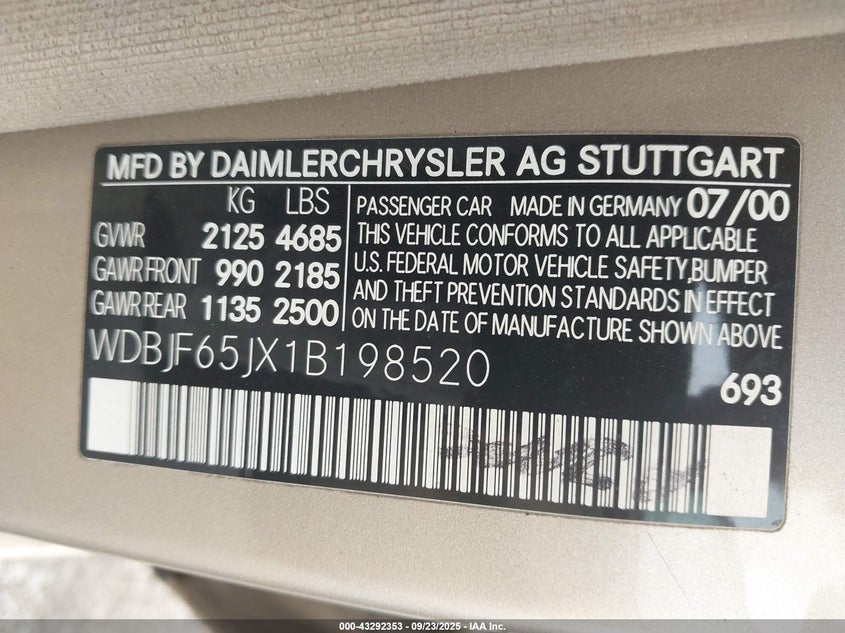 MFD BY DAIMLERCHRYSLER AG STUTTGART
KG LBS
GVWR 2125 4685
GAWR FRONT 990 2185
GAWR REAR 1135 2500
PASSENGER CAR MADE IN GERMANY 07/00
THIS VEHICLE CONFORMS TO ALL APPLICABLE
U.S. FEDERAL MOTOR VEHICLE SAFETY,BUMPER
AND THEFT PREVENTION STANDARDS IN EFFECT
ON THE DATE OF MANUFACTURE SHOWN ABOVE
WDBJF65JX1B198520
693
000-43292353 - 09/23/2025 - IAA Inc.